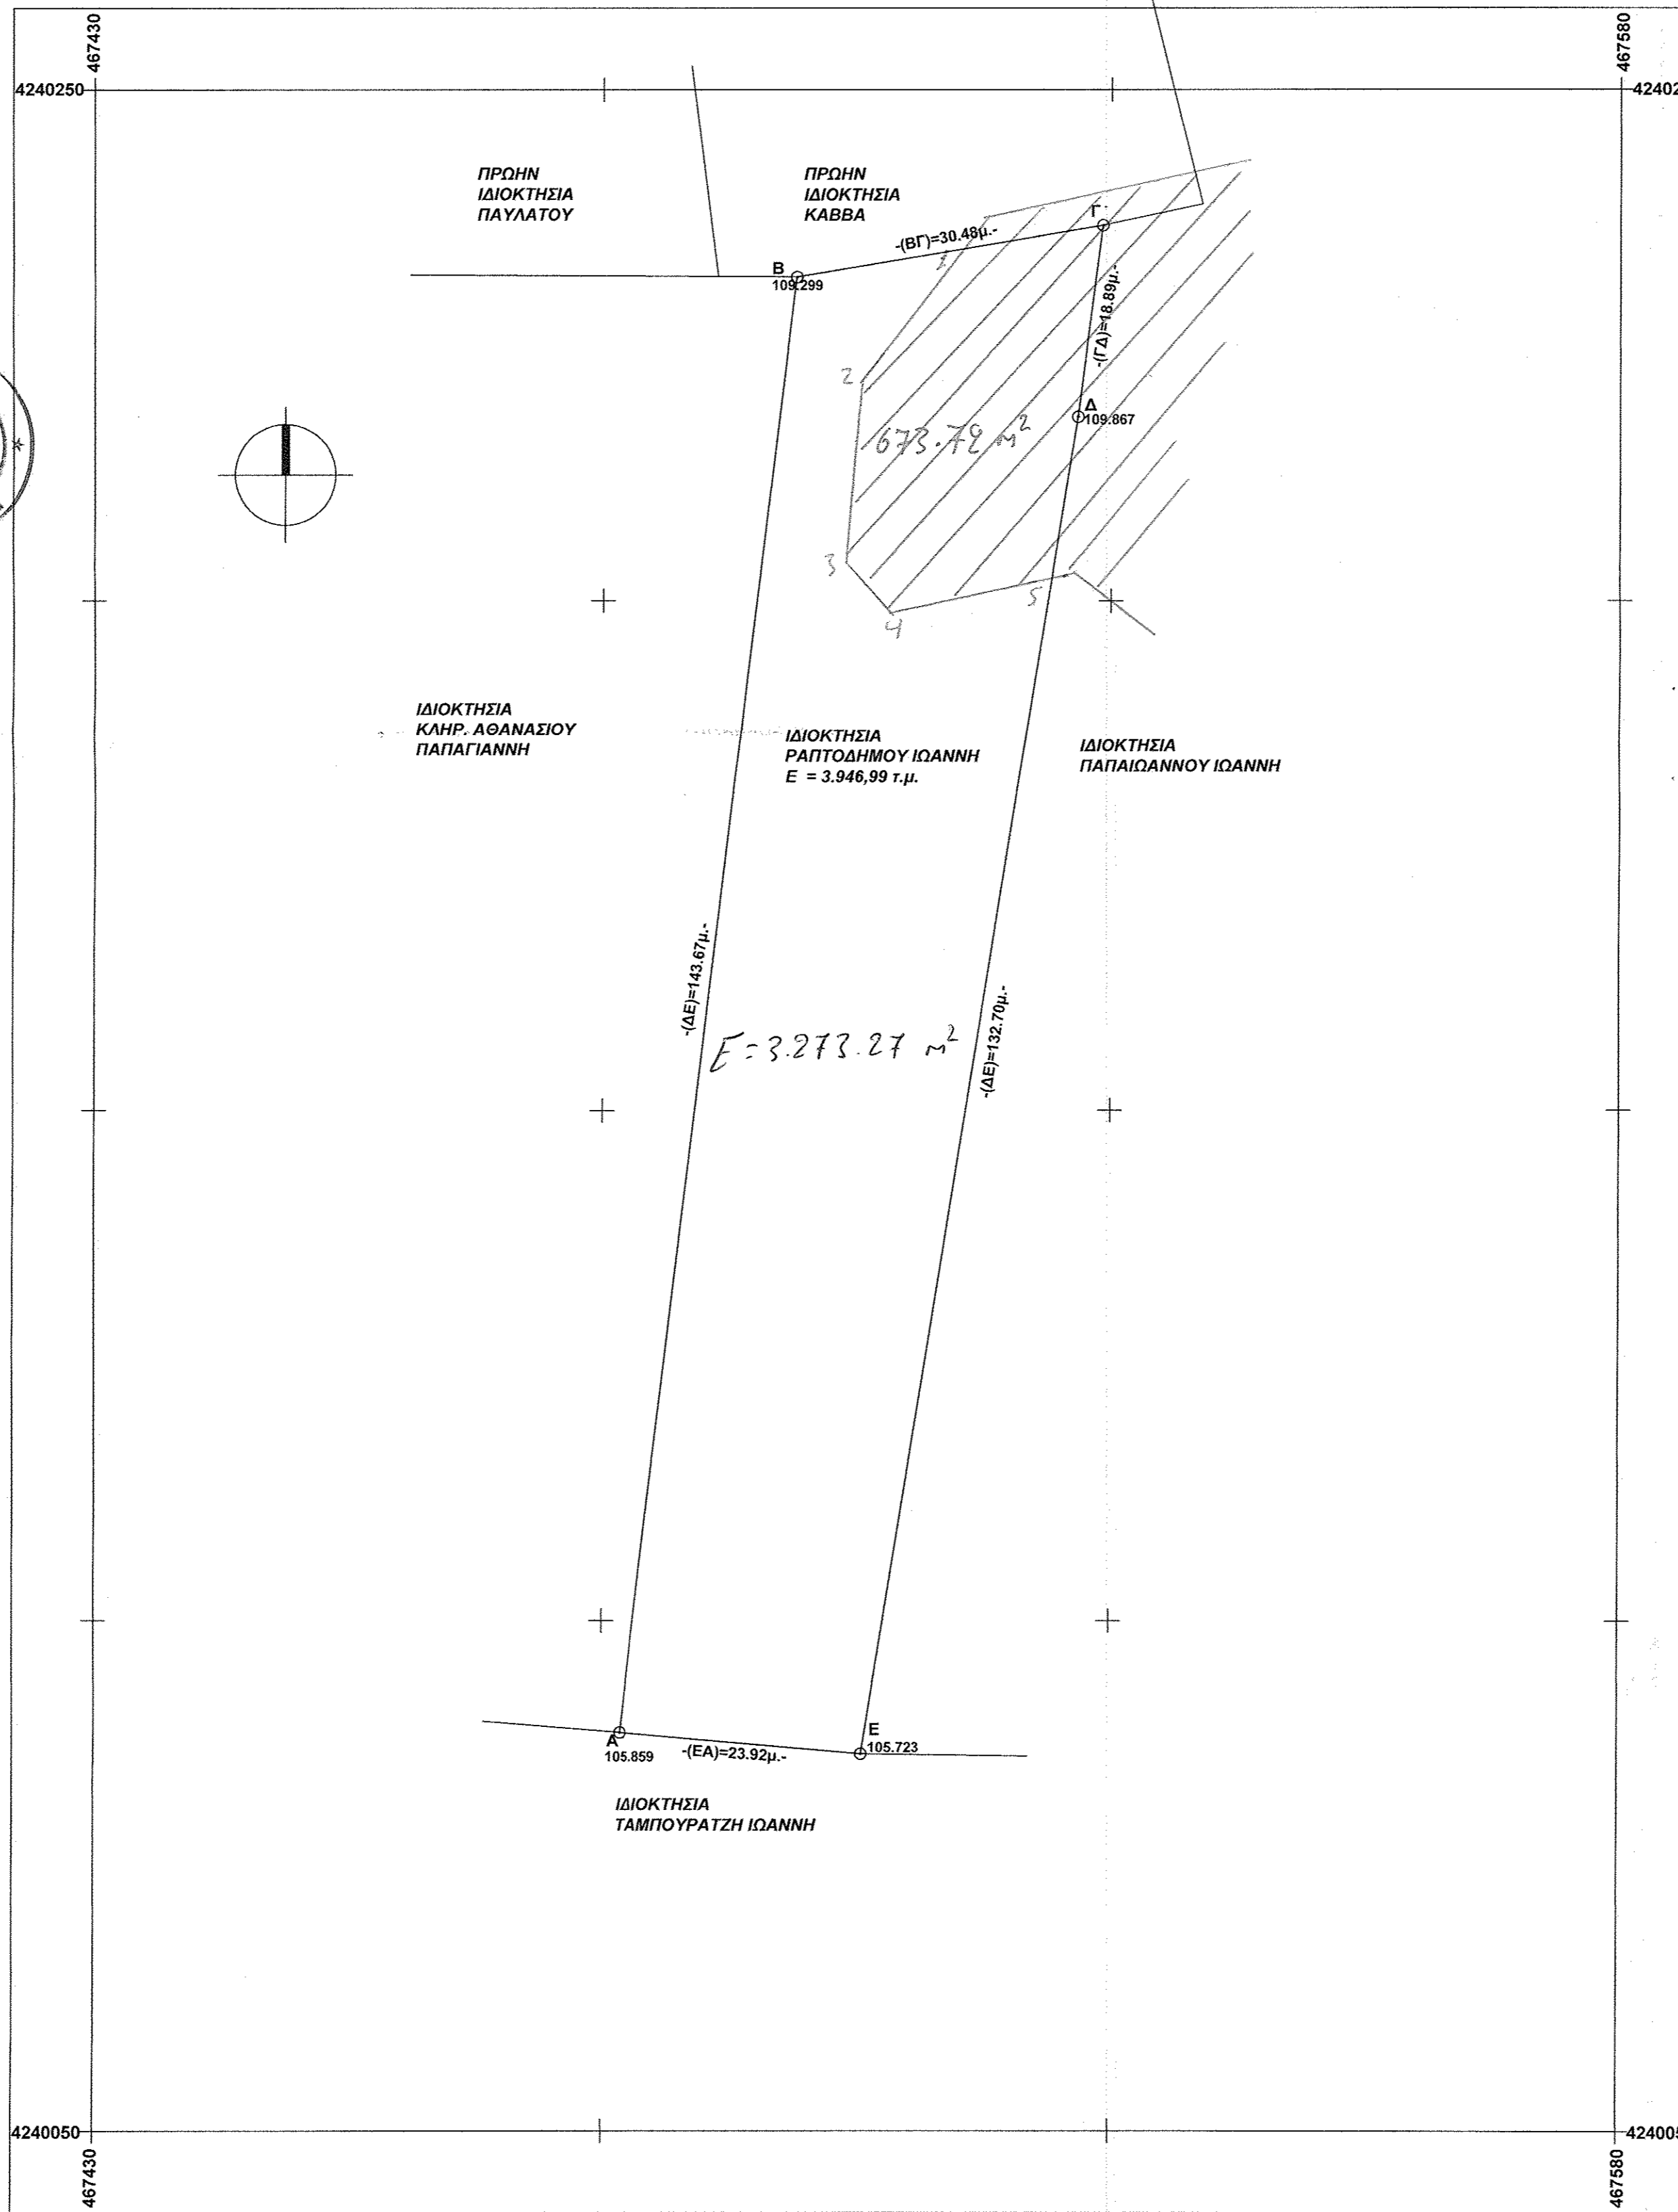 467430
467580
4240250
42402
ΠΡΩΗΝ
ΙΔΙΟΚΤΗΣΙΑ
ΠΑΥΛΑΤΟΥ
ΠΡΩΗΝ
ΙΔΙΟΚΤΗΣΙΑ
ΚΑΒΒΑ
Γ
-(ΒΓ)=30.48μ.-
1
Β
109.299
-(ΓΔ)=18.89μ.-
2
Δ
109.867
673.72 m²
3
4
5
ΙΔΙΟΚΤΗΣΙΑ
ΚΛΗΡ. ΑΘΑΝΑΣΙΟΥ
ΠΑΠΑΓΙΑΝΝΗ
ΙΔΙΟΚΤΗΣΙΑ
ΡΑΠΤΟΔΗΜΟΥ ΙΩΑΝΝΗ
Ε = 3.946,99 τ.μ.
ΙΔΙΟΚΤΗΣΙΑ
ΠΑΠΑΙΩΑΝΝΟΥ ΙΩΑΝΝΗ
-(ΔΕ)=143.67μ.-
-(ΔΕ)=132.70μ.-
E=3.273.27 m²
Α
105.859
-(ΕΑ)=23.92μ.-
Ε
105.723
ΙΔΙΟΚΤΗΣΙΑ
ΤΑΜΠΟΥΡΑΤΖΗ ΙΩΑΝΝΗ
4240050
424005
467430
467580